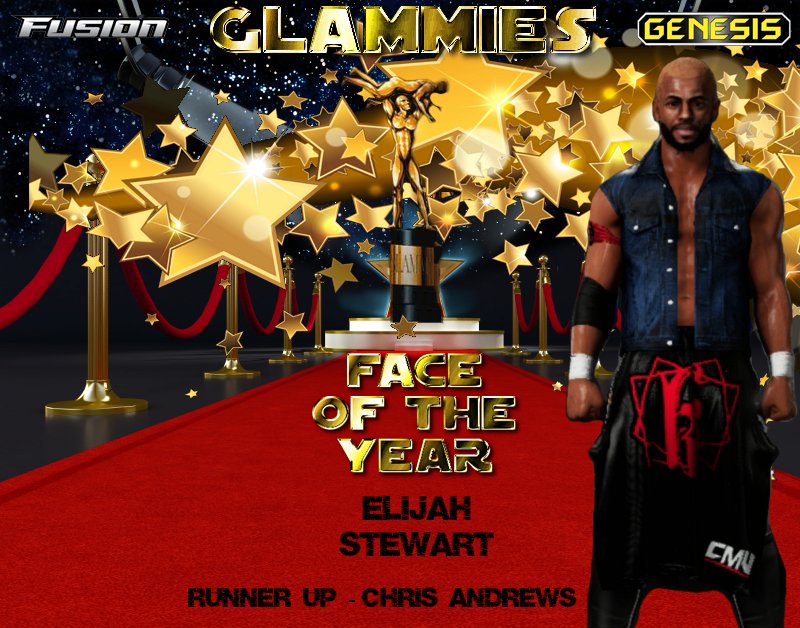 Fusion
GLAMMIES
GENESIS
FACE
OF THE
YEAR
ELIJAH
STEWART
RUNNER UP - CHRIS ANDREWS